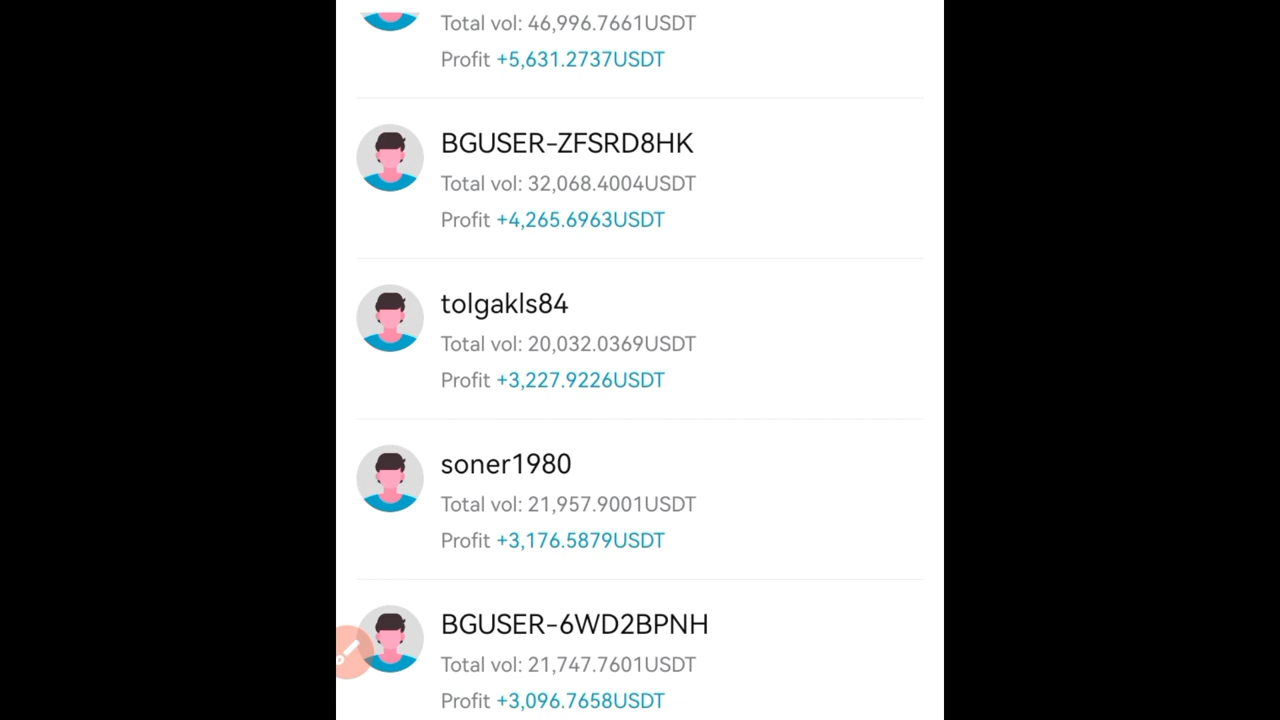 Total vol: 46,996.7661USDT
Profit +5,631.2737USDT
BGUSER-ZFSRD8HK
Total vol: 32,068.4004USDT
Profit +4,265.6963USDT
tolgakls84
Total vol: 20,032.0369USDT
Profit +3,227.9226USDT
soner1980
Total vol: 21,957.9001USDT
Profit +3,176.5879USDT
BGUSER-6WD2BPNH
Total vol: 21,747.7601USDT
Profit +3,096.7658USDT